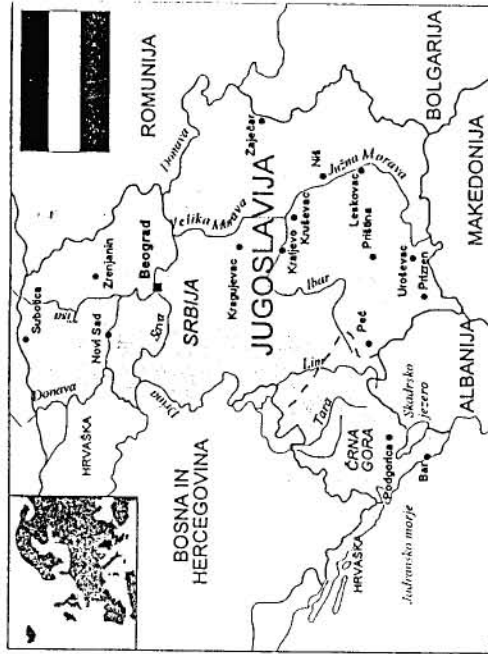 Subotica
Donava
Tisa
ROMUNIJA
Zrenjanin
Novi Sad
HRVAŠKA
Beograd
Donava
Sava
Drina
Velika Morava
BOSNA IN
HERCEGOVINA
SRBIJA
Zaječar
Kragujevac
JUGOSLAVIJA
Kraljevo
Kruševac
Niš
BOLGARIJA
Ibar
Južna Morava
Lim
Leskovac
Tara
Priština
Peč
ČRNA
GORA
Uroševac
Prizren
Podgorica
Skadrsko
jezero
HRVAŠKA
Bar
MAKEDONIJA
ALBANIJA
Jadransko morje